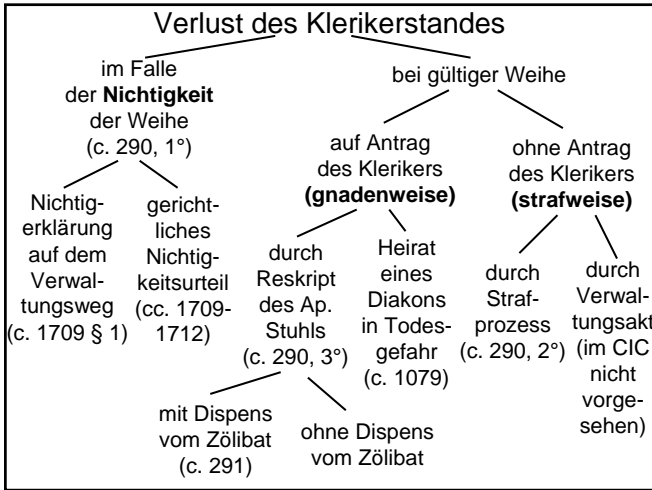 Verlust des Klerikerstandes
im Falle
der Nichtigkeit
der Weihe
(c. 290, 1°)
bei gültiger Weihe
Nichtig-
erklärung
auf dem
Verwal-
tungsweg
(c. 1709 § 1)
gericht-
liches
Nichtig-
keitsurteil
(cc. 1709-
1712)
auf Antrag
des Klerikers
(gnadenweise)
ohne Antrag
des Klerikers
(strafweise)
durch
Reskript
des Ap.
Stuhls
(c. 290, 3°)
Heirat
eines
Diakons
in Todes-
gefahr
(c. 1079)
durch
Straf-
prozess
(c. 290, 2°)
durch
Verwal-
tungsakt
(im CIC
nicht
vorge-
sehen)
mit Dispens
vom Zölibat
(c. 291)
ohne Dispens
vom Zölibat